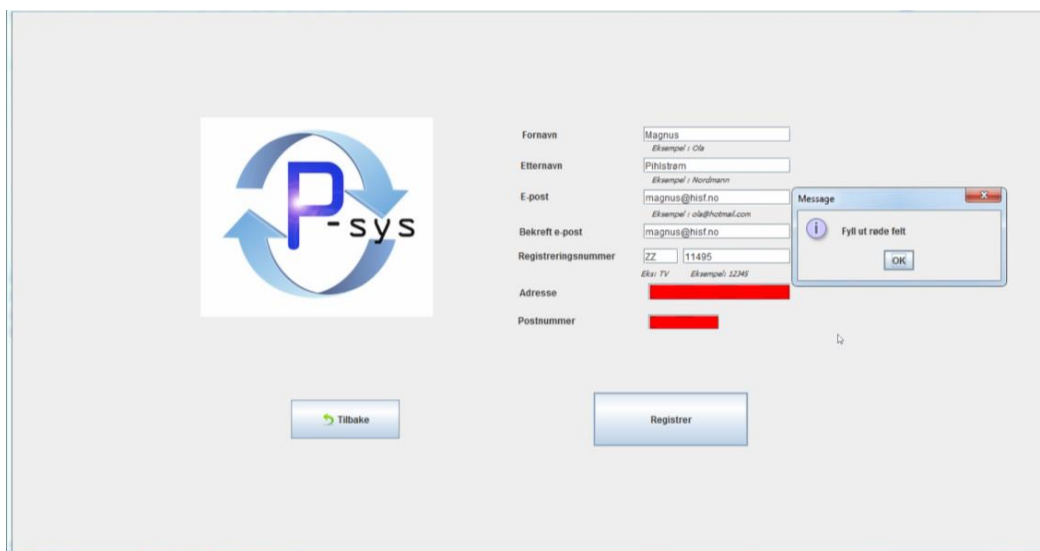 P-sys
Fornavn Magnus
Eksempel : Ola
Etternavn Pihlstrøm
Eksempel : Nordmann
E-post magnus@hisf.no
Eksempel : ola@hotmail.com
Bekreft e-post magnus@hisf.no
Registreringsnummer ZZ 11495
Eks: TV Eksempel: 12345
Adresse
Postnummer
Message
Fyll ut røde felt
OK
Tilbake
Registrer